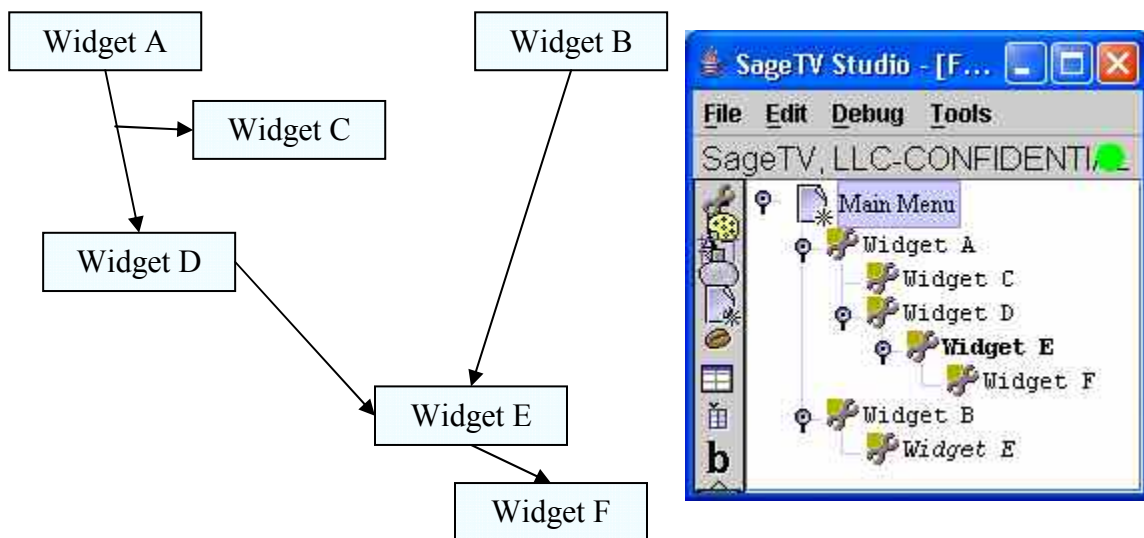 Widget A
Widget B
Widget C
Widget D
Widget E
Widget F
SageTV Studio - [F...
File Edit Debug Tools
SageTV, LLC-CONFIDENTIAL
Main Menu
Widget A
Widget C
Widget D
Widget E
Widget F
Widget B
Widget E
b